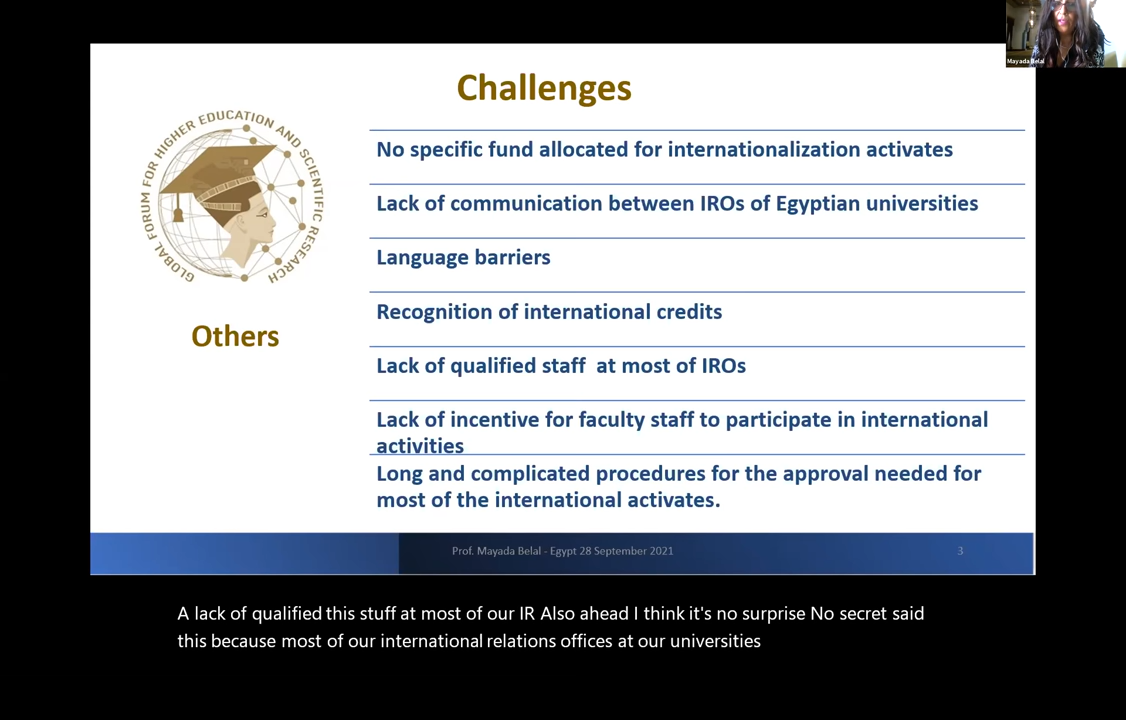 Mayada Belal
Challenges
GLOBAL FORUM FOR HIGHER EDUCATION AND SCIENTIFIC RESEARCH
Others
No specific fund allocated for internationalization activates
Lack of communication between IROs of Egyptian universities
Language barriers
Recognition of international credits
Lack of qualified staff at most of IROs
Lack of incentive for faculty staff to participate in international
activities
Long and complicated procedures for the approval needed for
most of the international activates.
Prof. Mayada Belal - Egypt 28 September 2021
3
A lack of qualified this stuff at most of our IR Also ahead I think it's no surprise No secret said
this because most of our international relations offices at our universities